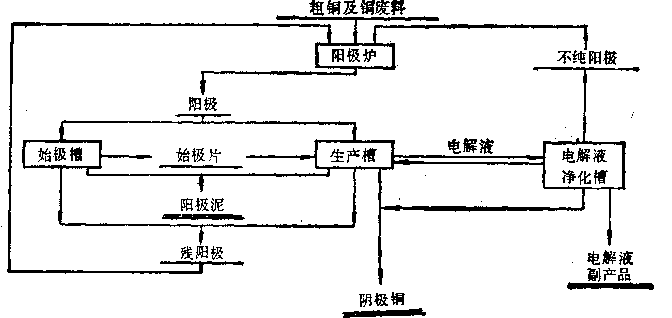 粗铜及铜废料
阳极炉
不纯阳极
阳极
始极槽
始极片
生产槽
电解液
电解液
净化槽
阳极泥
残阳极
电解液
副产品
阴极铜